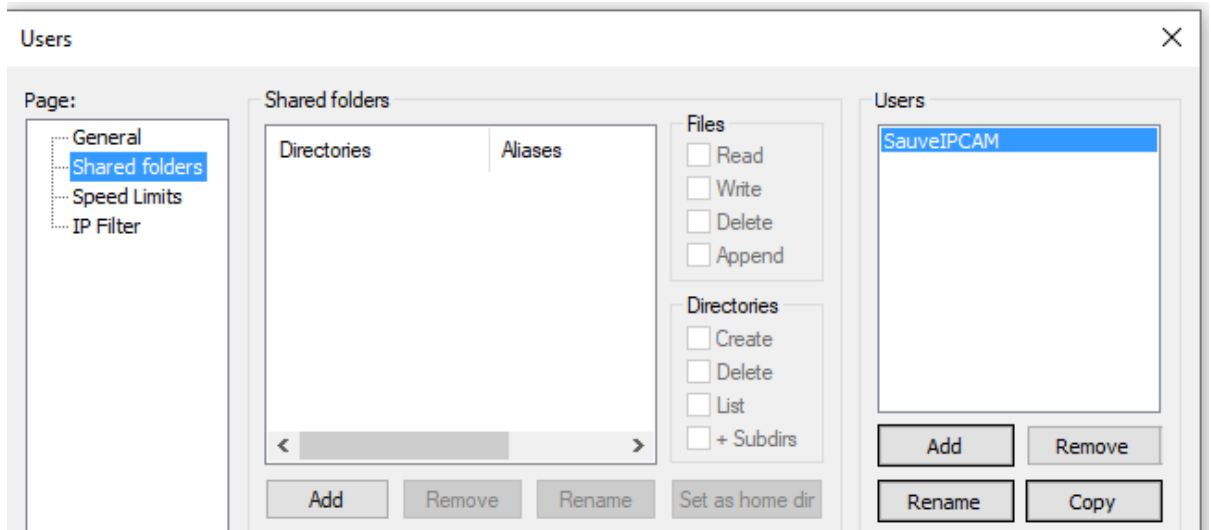 Users
Page:
General
Shared folders
Speed Limits
IP Filter
Shared folders
Directories Aliases
Add Remove Rename Set as home dir
Files
Read
Write
Delete
Append
Directories
Create
Delete
List
+ Subdirs
Users
SauveIPCAM
Add Remove
Rename Copy